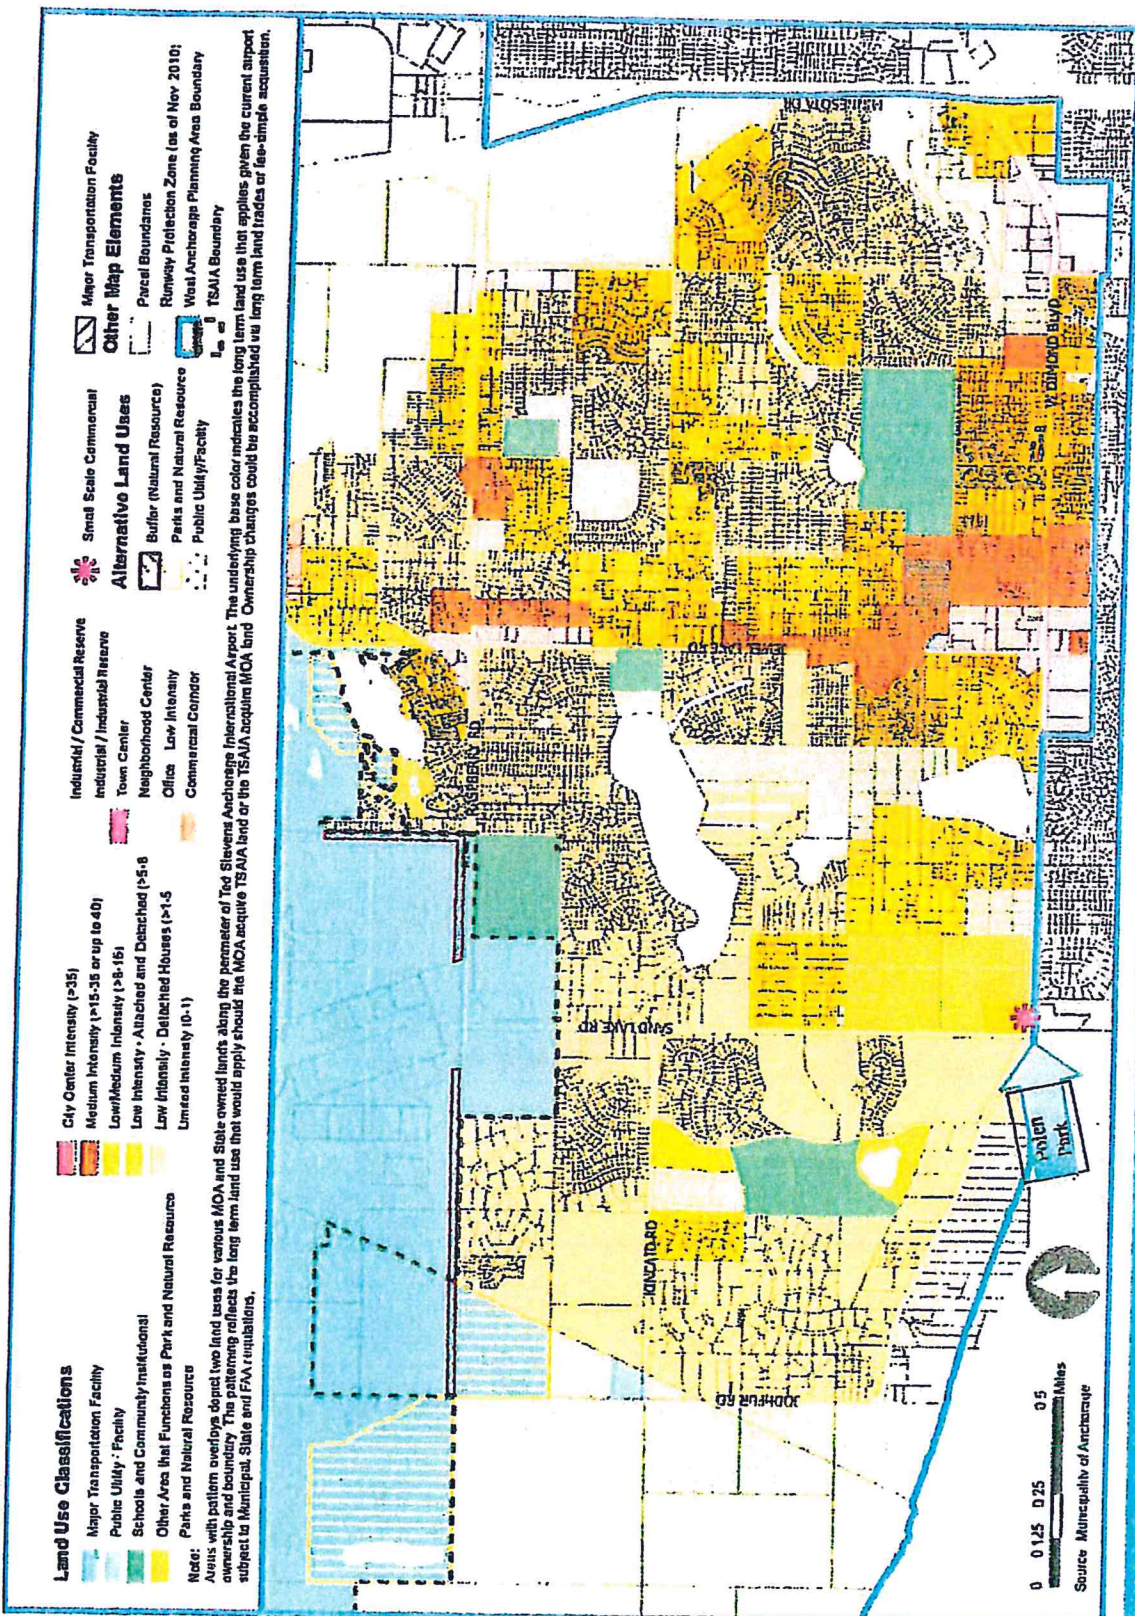 Land Use Classifications
Major Transportation Facility
Public Utility - Facility
Schools and Community Institutional
Other Area that Functions as Park and Natural Resource
Parks and Natural Resource
City Center Intensity (>35)
Medium Intensity (>15-35 or up to 40)
Low/Medium Intensity (>8-15)
Low Intensity - Attached and Detached (>5-8
Low Intensity - Detached Houses (>1-5
Limited Intensity (0-1)
Industrial / Commercial Reserve
Industrial / Industrial Reserve
Town Center
Neighborhood Center
Office Low Intensity
Commercial Corridor
Small Scale Commercial
Alternative Land Uses
Buffer (Natural Resource)
Parks and Natural Resource
Public Utility/Facility
Major Transportation Facility
Other Map Elements
Parcel Boundaries
Runway Protection Zone (as of Nov 2010)
West Anchorage Planning Area Boundary
TSAIA Boundary
Note:
Areas with pattern overlays depict two land uses for various MOA and State owned lands along the perimeter of Ted Stevens Anchorage International Airport The underlying base color indicates the long term land use that applies given the current airport
ownership and boundary The patterning reflects the long term land use that would apply should the MOA acquire TSAIA land or the TSAIA acquire MOA land Ownership changes could be accomplished via long term land trades or fee-simple acquisition,
subject to Municipal, State and FAA regulations.
MINNESOTA DR
RASPBERRY RD
JEWEL LAKE RD
W DIMOND BLVD
SAND LAKE RD
KINCAID RD
JODHPUR RD
Polen
Park
0 0 125 0 25 0 5
Miles
Source Municipality of Anchorage